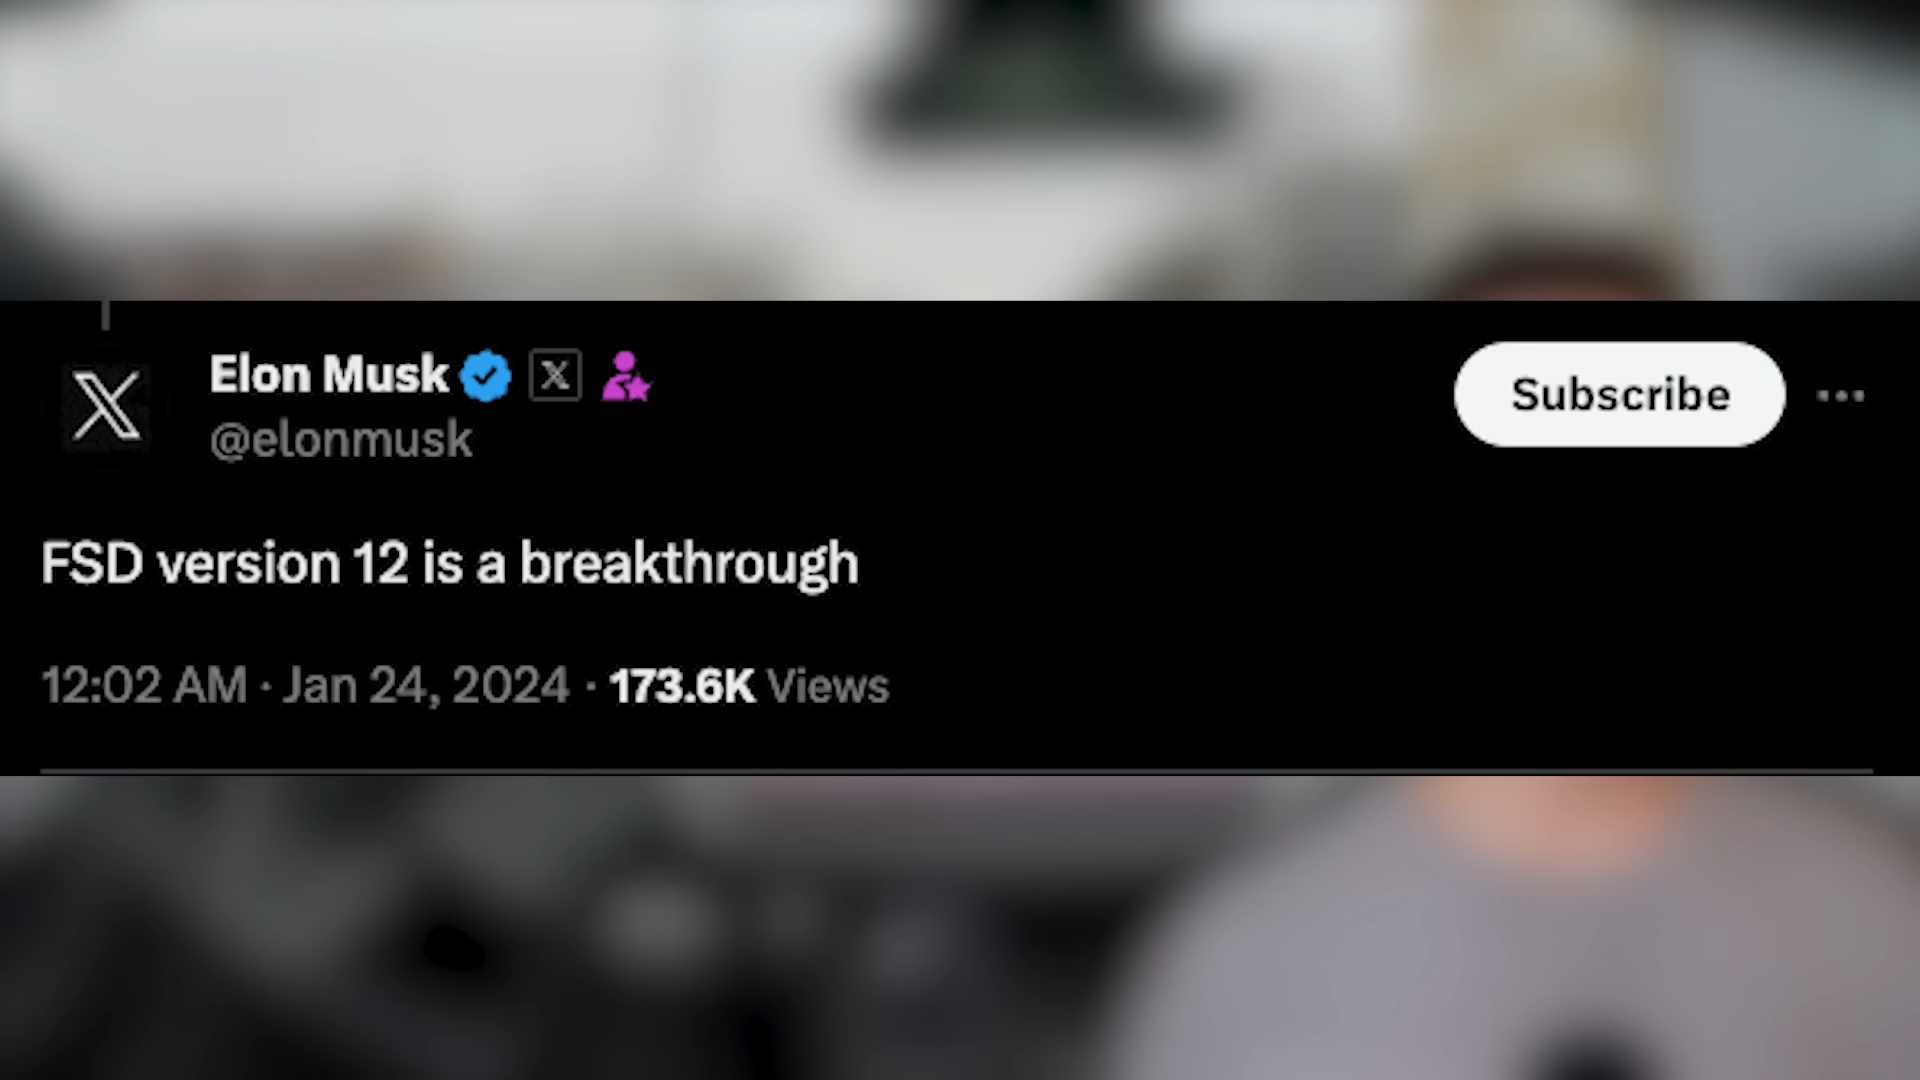 Elon Musk
@elonmusk
Subscribe
FSD version 12 is a breakthrough
12:02 AM · Jan 24, 2024 · 173.6K Views